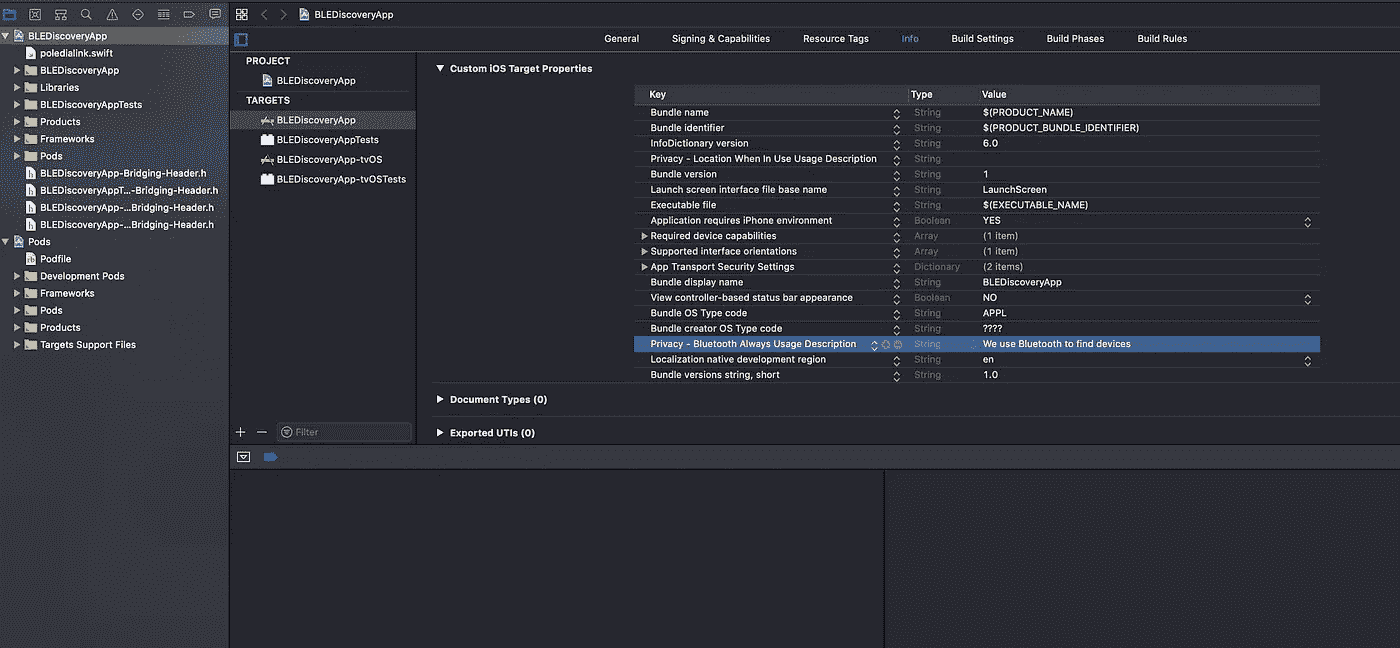 BLEDiscoveryApp
BLEDiscoveryApp
poledialink.swift
BLEDiscoveryApp
Libraries
BLEDiscoveryAppTests
Products
Frameworks
Pods
BLEDiscoveryApp-Bridging-Header.h
BLEDiscoveryAppT...-Bridging-Header.h
BLEDiscoveryApp-...Bridging-Header.h
BLEDiscoveryApp-...Bridging-Header.h
Pods
Podfile
Development Pods
Frameworks
Pods
Products
Targets Support Files
General Signing & Capabilities Resource Tags Info Build Settings Build Phases Build Rules
PROJECT
BLEDiscoveryApp
TARGETS
BLEDiscoveryApp
BLEDiscoveryAppTests
BLEDiscoveryApp-tvOS
BLEDiscoveryApp-tvOSTests
Filter
Custom iOS Target Properties
Key Type Value
Bundle name String $(PRODUCT_NAME)
Bundle identifier String $(PRODUCT_BUNDLE_IDENTIFIER)
InfoDictionary version String 6.0
Privacy - Location When In Use Usage Description String
Bundle version String 1
Launch screen interface file base name String LaunchScreen
Executable file String $(EXECUTABLE_NAME)
Application requires iPhone environment Boolean YES
Required device capabilities Array (1 item)
Supported interface orientations Array (1 item)
App Transport Security Settings Dictionary (2 items)
Bundle display name String BLEDiscoveryApp
View controller-based status bar appearance Boolean NO
Bundle OS Type code String APPL
Bundle creator OS Type code String ????
Privacy - Bluetooth Always Usage Description String We use Bluetooth to find devices
Localization native development region String en
Bundle versions string, short String 1.0
Document Types (0)
Exported UTIs (0)